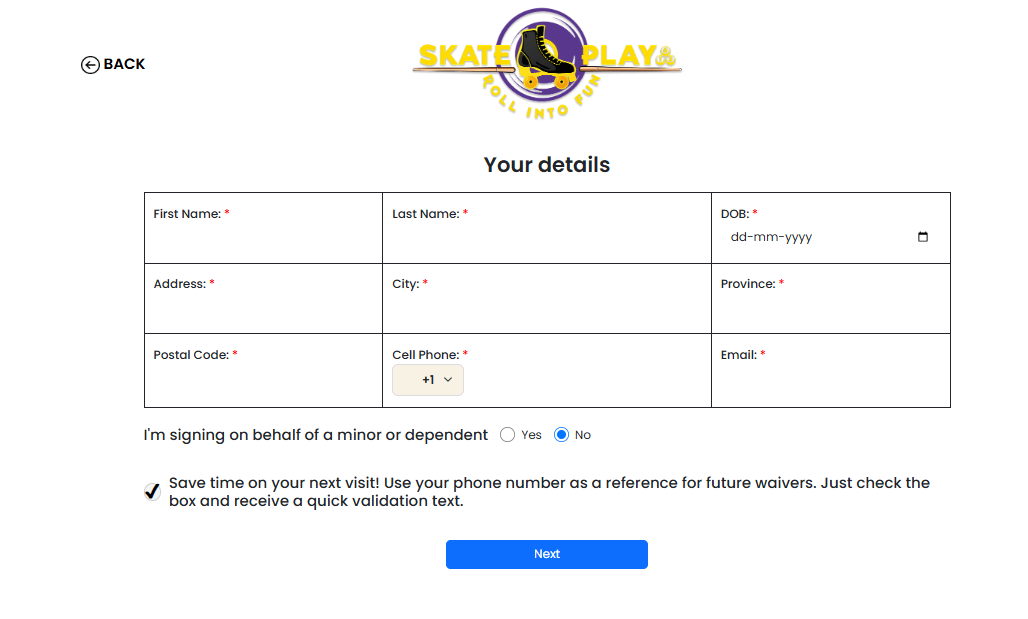 BACK
SKATE PLAY
ROLL INTO FUN
Your details
First Name: *
Last Name: *
DOB: *
dd-mm-yyyy
Address: *
City: *
Province: *
Postal Code: *
Cell Phone: *
+1
Email: *
I'm signing on behalf of a minor or dependent Yes No
Save time on your next visit! Use your phone number as a reference for future waivers. Just check the
box and receive a quick validation text.
Next